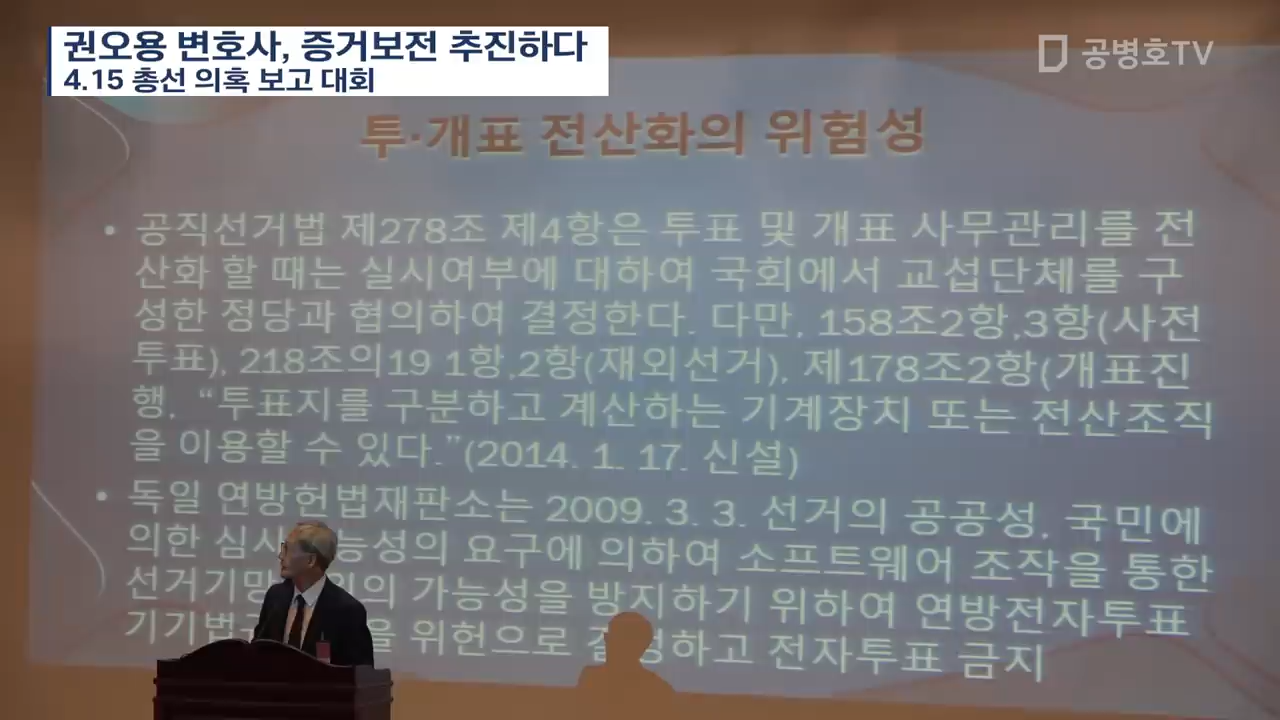 권오용 변호사, 증거보전 추진하다
4.15 총선 의혹 보고 대회
공병호TV
투·개표 전산화의 위험성
• 공직선거법 제278조 제4항은 투표 및 개표 사무관리를 전
산화 할 때는 실시여부에 대하여 국회에서 교섭단체를 구
성한 정당과 협의하여 결정한다. 다만, 158조2항,3항(사전
투표), 218조의19 1항,2항(재외선거), 제178조2항(개표진
행, “투표지를 구분하고 계산하는 기계장치 또는 전산조직
을 이용할 수 있다.”(2014. 1. 17. 신설)
• 독일 연방헌법재판소는 2009. 3. 3. 선거의 공공성, 국민에
의한 능성의 요구에 의하여 소프트웨어 조작을 통한
선거기망 의 가능성을 방지하기 위하여 연방전자투표
기기법 을 위헌으로 결정하고 전자투표 금지